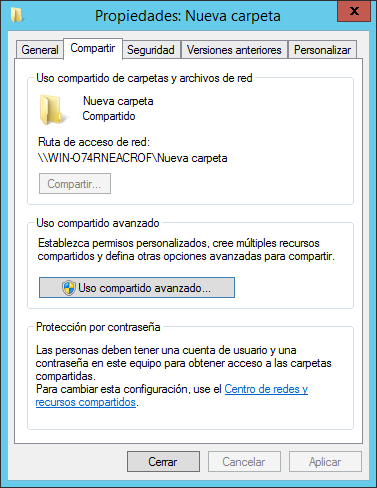 Propiedades: Nueva carpeta
x
General Compartir Seguridad Versiones anteriores Personalizar
Uso compartido de carpetas y archivos de red
Nueva carpeta
Compartido
Ruta de acceso de red:
\\WIN-O74RNEACROF\Nueva carpeta
Compartir...
Uso compartido avanzado
Establezca permisos personalizados, cree múltiples recursos
compartidos y defina otras opciones avanzadas para compartir.
Uso compartido avanzado...
Protección por contraseña
Las personas deben tener una cuenta de usuario y una
contraseña en este equipo para obtener acceso a las carpetas
compartidas.
Para cambiar esta configuración, use el Centro de redes y
recursos compartidos.
Cerrar Cancelar Aplicar